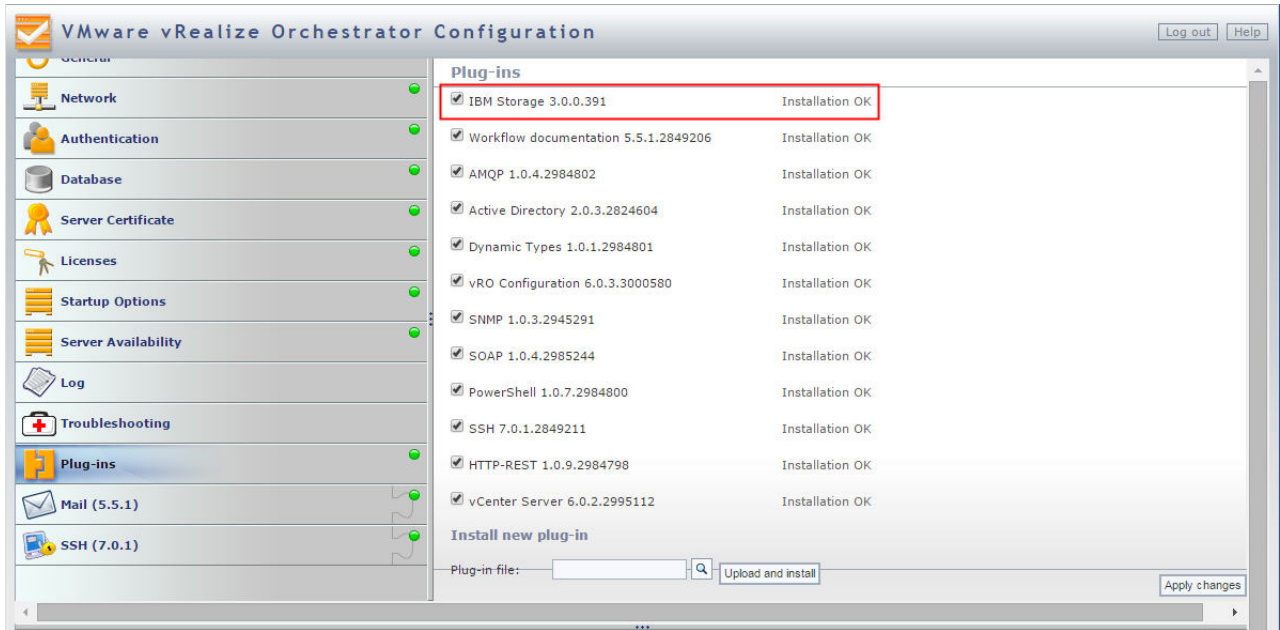 VMware vRealize Orchestrator Configuration
Log out
Help
General
Network
Authentication
Database
Server Certificate
Licenses
Startup Options
Server Availability
Log
Troubleshooting
Plug-ins
Mail (5.5.1)
SSH (7.0.1)
Plug-ins
IBM Storage 3.0.0.391 Installation OK
Workflow documentation 5.5.1.2849206 Installation OK
AMQP 1.0.4.2984802 Installation OK
Active Directory 2.0.3.2824604 Installation OK
Dynamic Types 1.0.1.2984801 Installation OK
vRO Configuration 6.0.3.3000580 Installation OK
SNMP 1.0.3.2945291 Installation OK
SOAP 1.0.4.2985244 Installation OK
PowerShell 1.0.7.2984800 Installation OK
SSH 7.0.1.2849211 Installation OK
HTTP-REST 1.0.9.2984798 Installation OK
vCenter Server 6.0.2.2995112 Installation OK
Install new plug-in
Plug-in file: Upload and install
Apply changes